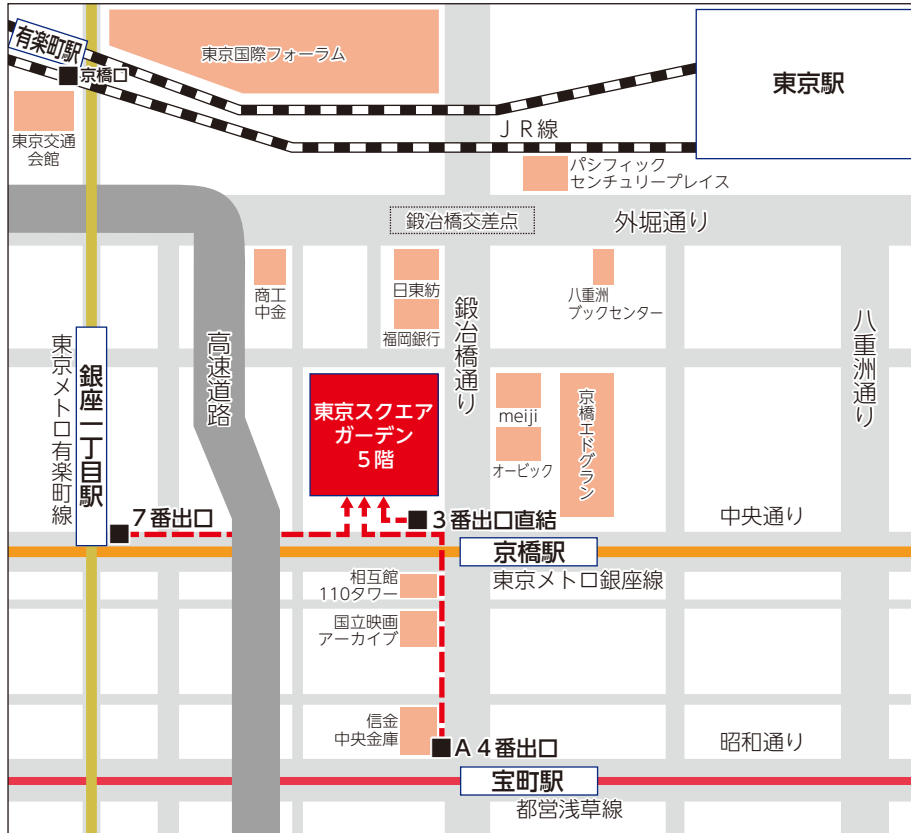 有楽町駅
京橋口
東京国際フォーラム
東京駅
JR線
東京交通
会館
パシフィック
センチュリープレイス
鍛冶橋交差点
外堀通り
商工
中金
日東紡
福岡銀行
八重洲
ブックセンター
鍛冶橋通り
八重洲通り
高速道路
東京メトロ有楽町線
銀座一丁目駅
東京スクエア
ガーデン
5階
meiji
オービック
京橋エドグラン
7番出口
3番出口直結
中央通り
京橋駅
東京メトロ銀座線
相互館
110タワー
国立映画
アーカイブ
信金
中央金庫
A4番出口
昭和通り
宝町駅
都営浅草線